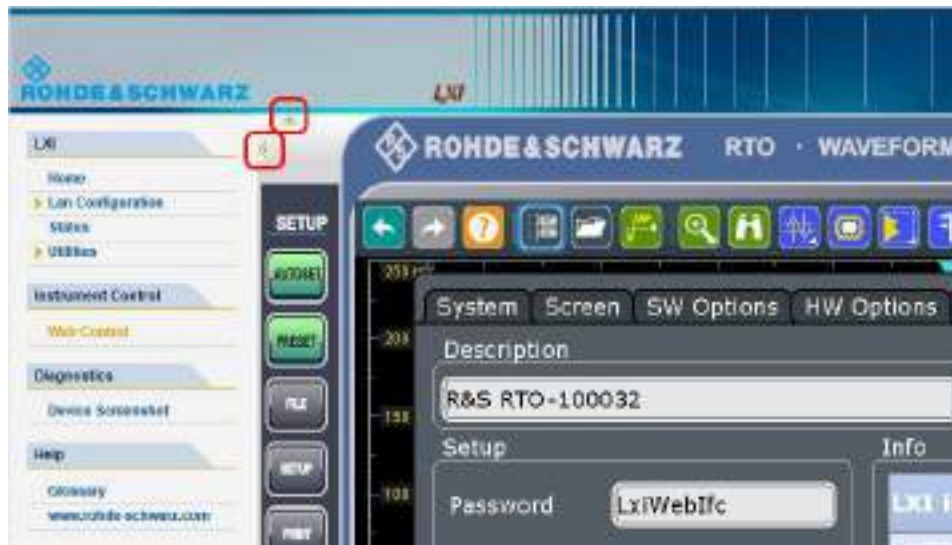 ROHDE&SCHWARZ
LXI
LXI
Home
Lan Configuration
Status
Utilities
Instrument Control
Web Control
Diagnostics
Device Screenshot
Help
Glossary
www.rohde-schwarz.com
ROHDE&SCHWARZ RTO · WAVEFORM
SETUP
AUTOSET
PRESET
FILE
SETUP
PRINT
System Screen SW Options HW Options
Description
R&S RTO-100032
Setup
Info
Password LxiWebIfc
LXI